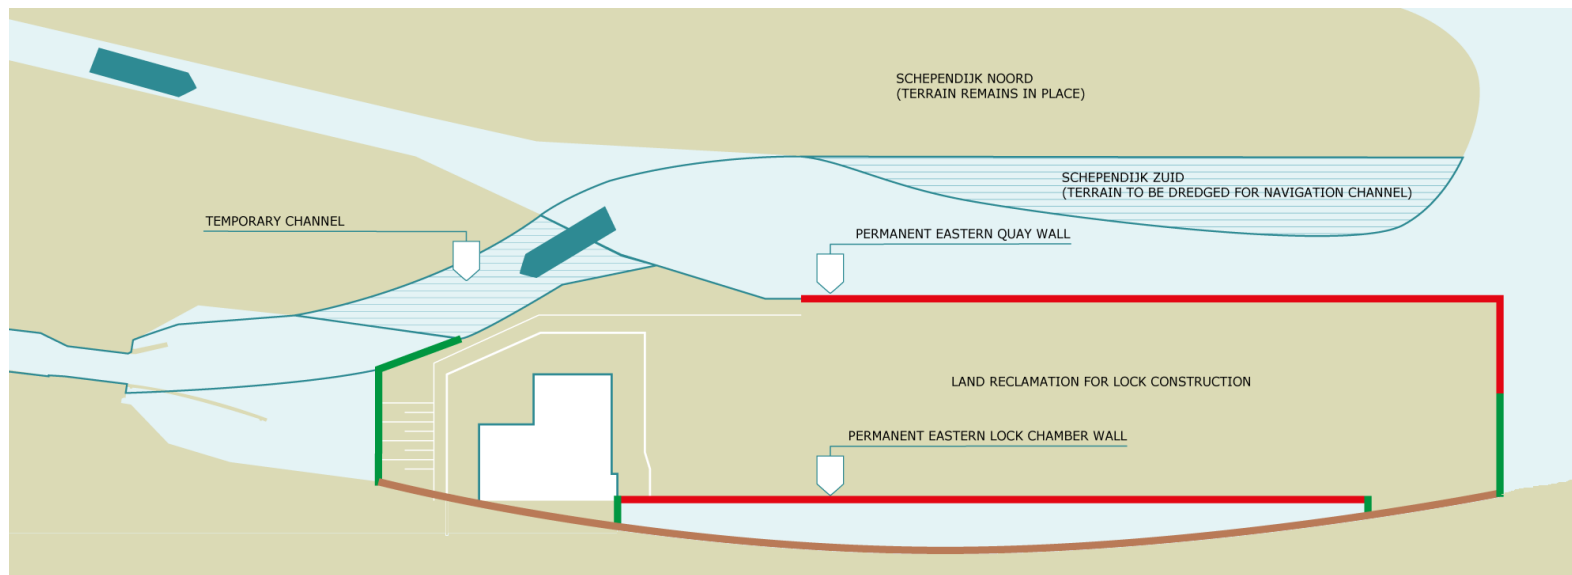 SCHEPENDIJK NOORD
(TERRAIN REMAINS IN PLACE)
SCHEPENDIJK ZUID
(TERRAIN TO BE DREDGED FOR NAVIGATION CHANNEL)
TEMPORARY CHANNEL
PERMANENT EASTERN QUAY WALL
LAND RECLAMATION FOR LOCK CONSTRUCTION
PERMANENT EASTERN LOCK CHAMBER WALL